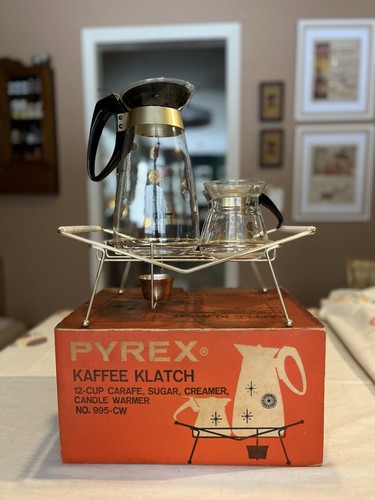 PYREX®
KAFFEE KLATCH
12-CUP CARAFE, SUGAR, CREAMER,
CANDLE WARMER
NO. 995-CW